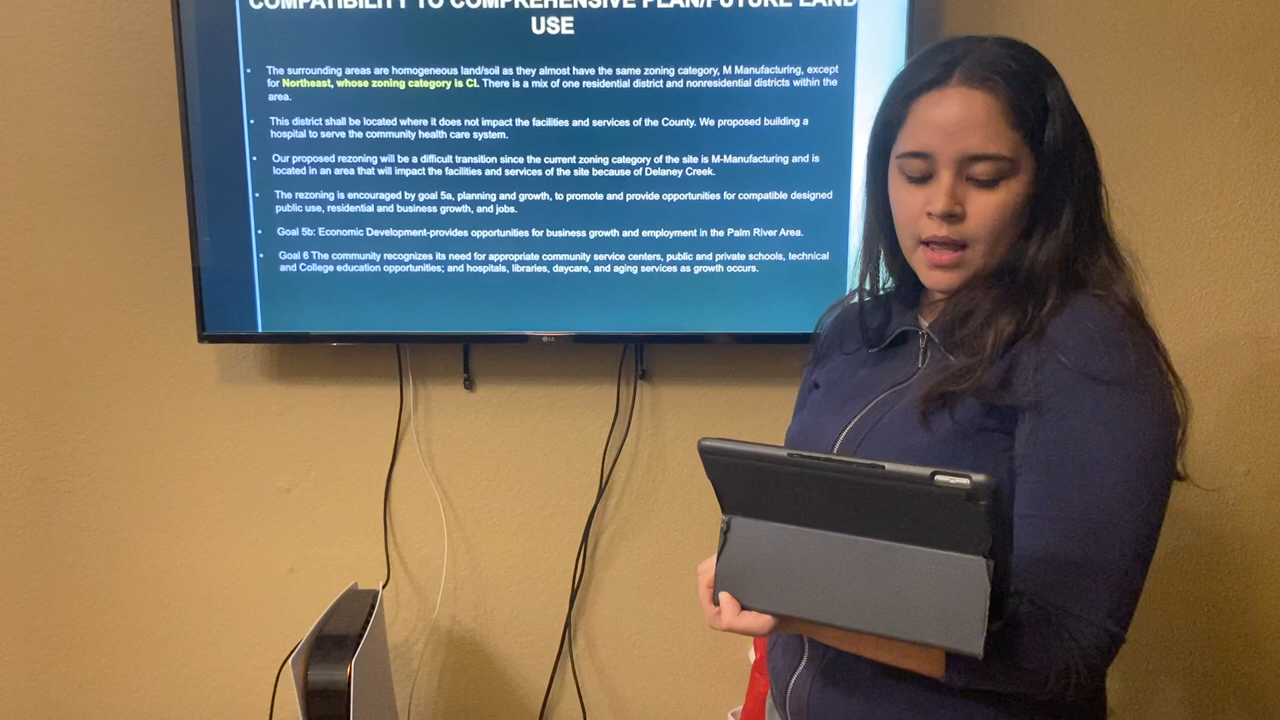 COMPATIBILITY TO COMPREHENSIVE PLAN/FUTURE LAND
USE
The surrounding areas are homogeneous land/soil as they almost have the same zoning category, M Manufacturing, except
for Northeast, whose zoning category is CI. There is a mix of one residential district and nonresidential districts within the
area.
This district shall be located where it does not impact the facilities and services of the County. We proposed building a
hospital to serve the community health care system.
Our proposed rezoning will be a difficult transition since the current zoning category of the site is M-Manufacturing and is
located in an area that will impact the facilities and services of the site because of Delaney Creek.
The rezoning is encouraged by goal 5a, planning and growth, to promote and provide opportunities for compatible designed
public use, residential and business growth, and jobs.
Goal 5b: Economic Development-provides opportunities for business growth and employment in the Palm River Area.
Goal 6 The community recognizes its need for appropriate community service centers, public and private schools, technical
and College education opportunities; and hospitals, libraries, daycare, and aging services as growth occurs.
LG